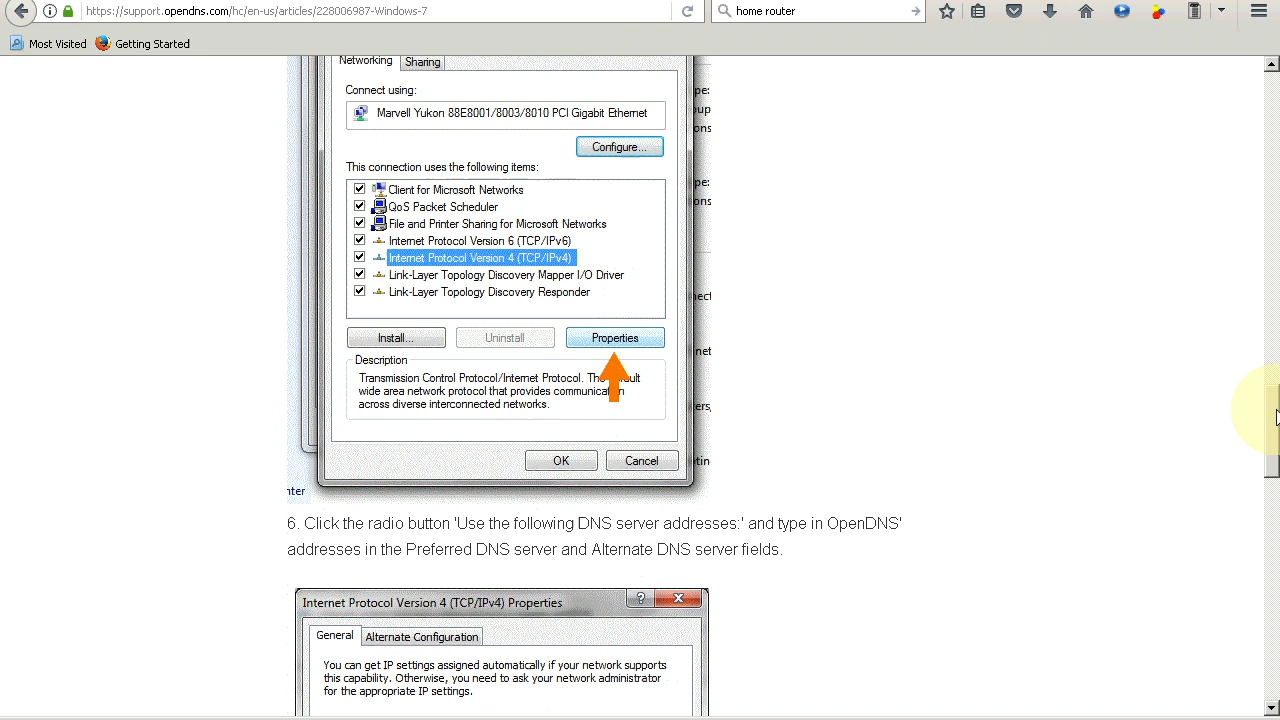 https://support.opendns.com/hc/en-us/articles/228006987-Windows-7
home router
Most Visited
Getting Started
Networking
Sharing
Connect using:
Marvell Yukon 88E8001/8003/8010 PCI Gigabit Ethernet
Configure...
This connection uses the following items:
Client for Microsoft Networks
QoS Packet Scheduler
File and Printer Sharing for Microsoft Networks
Internet Protocol Version 6 (TCP/IPv6)
Internet Protocol Version 4 (TCP/IPv4)
Link-Layer Topology Discovery Mapper I/O Driver
Link-Layer Topology Discovery Responder
Install...
Uninstall
Properties
Description
Transmission Control Protocol/Internet Protocol. The
wide area network protocol that provides
across diverse interconnected networks.
OK
Cancel
6. Click the radio button 'Use the following DNS server addresses:' and type in OpenDNS'
addresses in the Preferred DNS server and Alternate DNS server fields.
Internet Protocol Version 4 (TCP/IPv4) Properties
General
Alternate Configuration
You can get IP settings assigned automatically if your network supports
this capability. Otherwise, you need to ask your network administrator
for the appropriate IP settings.